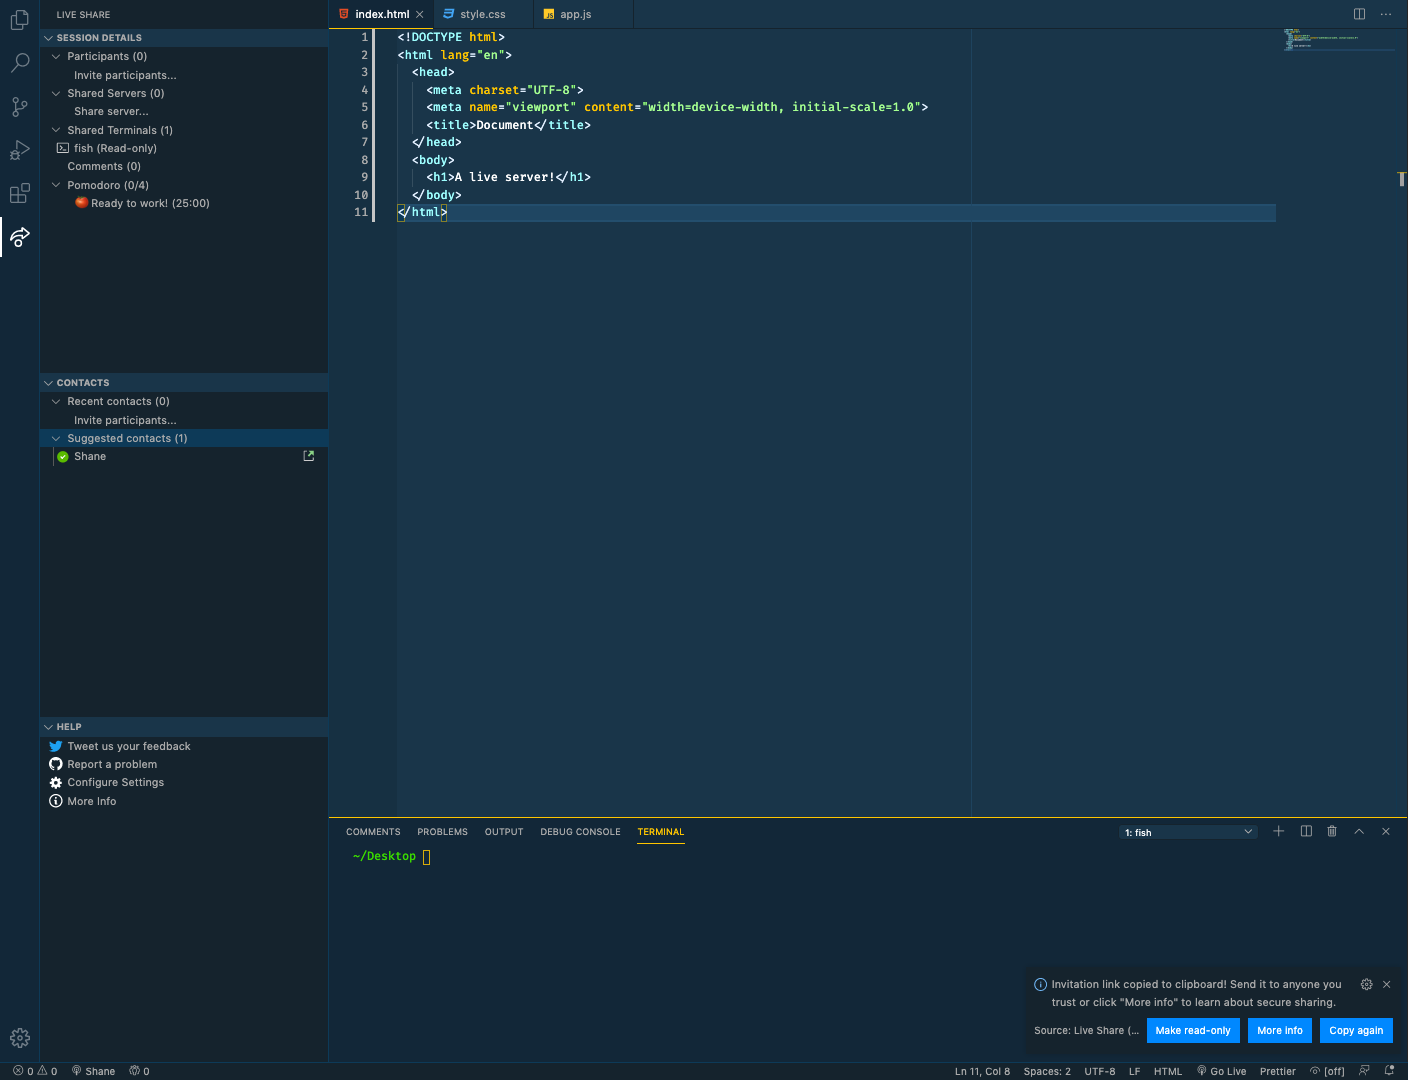 LIVE SHARE
SESSION DETAILS
Participants (0)
Invite participants...
Shared Servers (0)
Share server...
Shared Terminals (1)
fish (Read-only)
Comments (0)
Pomodoro (0/4)
Ready to work! (25:00)
CONTACTS
Recent contacts (0)
Invite participants...
Suggested contacts (1)
Shane
HELP
Tweet us your feedback
Report a problem
Configure Settings
More Info
index.html style.css JS app.js
1 <!DOCTYPE html>
2 <html lang="en">
3 <head>
4 <meta charset="UTF-8">
5 <meta name="viewport" content="width=device-width, initial-scale=1.0">
6 <title>Document</title>
7 </head>
8 <body>
9 <h1>A live server!</h1>
10 </body>
11 </html>
COMMENTS PROBLEMS OUTPUT DEBUG CONSOLE TERMINAL 1: fish
~/Desktop
Invitation link copied to clipboard! Send it to anyone you
trust or click "More info" to learn about secure sharing.
Source: Live Share (... Make read-only More info Copy again
0 0 Shane 0 Ln 11, Col 8 Spaces: 2 UTF-8 LF HTML Go Live Prettier [off]